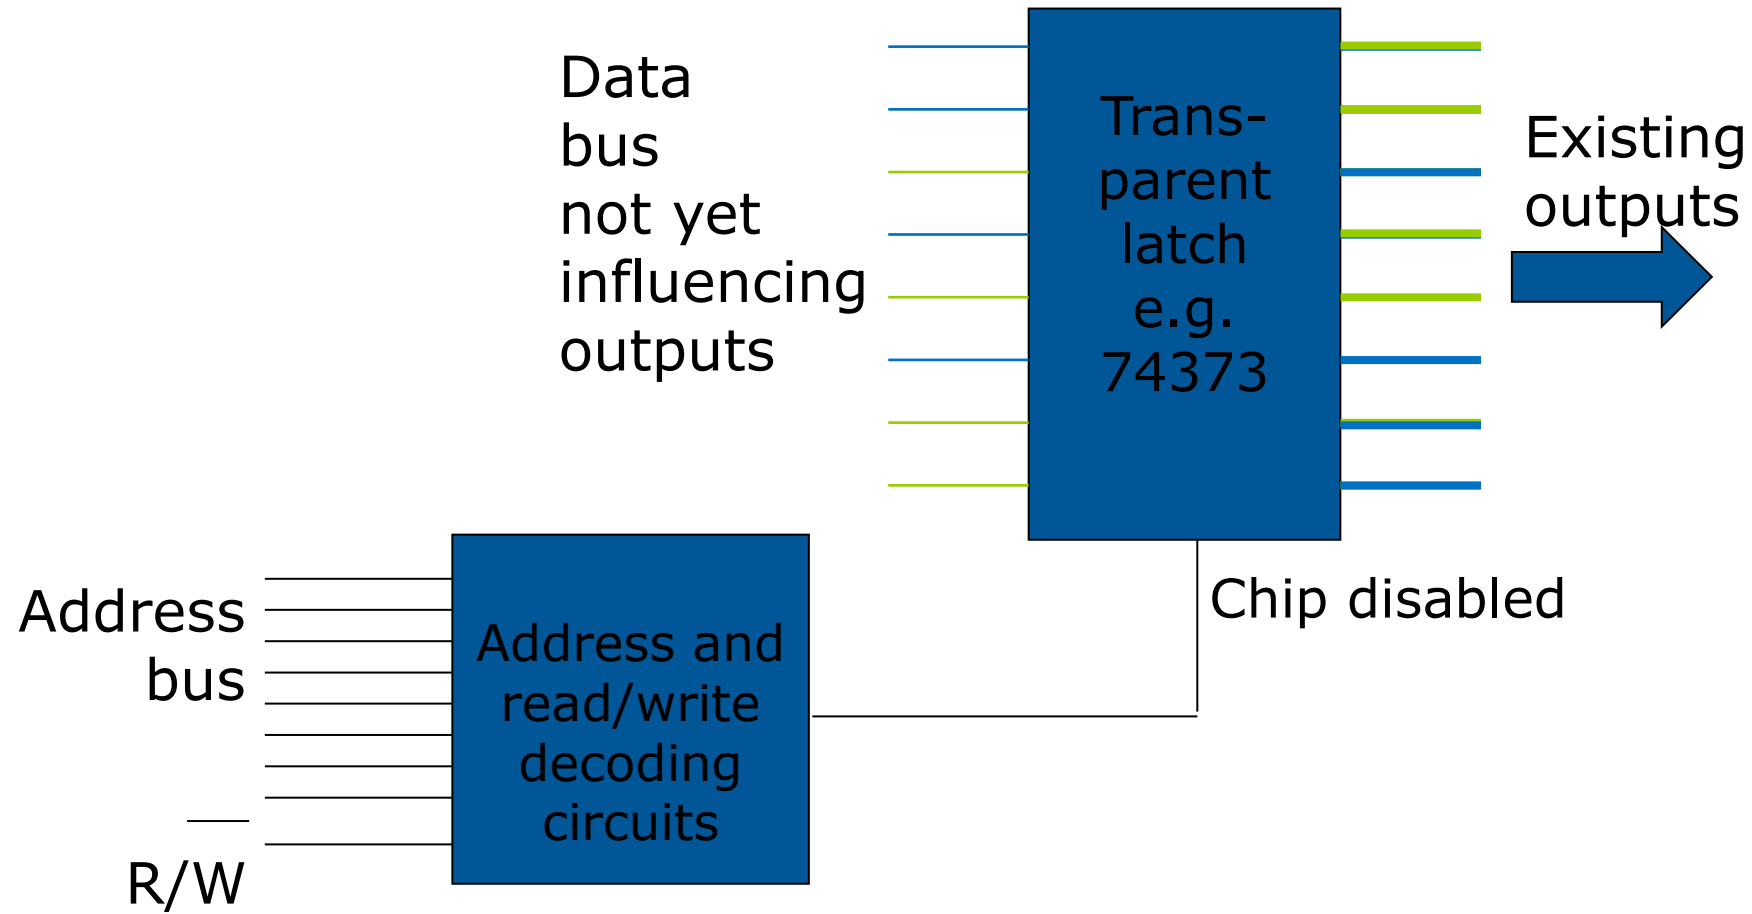 Data
bus
not yet
influencing
outputs
Trans-
parent
latch
e.g.
74373
Existing
outputs
Chip disabled
Address
bus
R/W
Address and
read/write
decoding
circuits